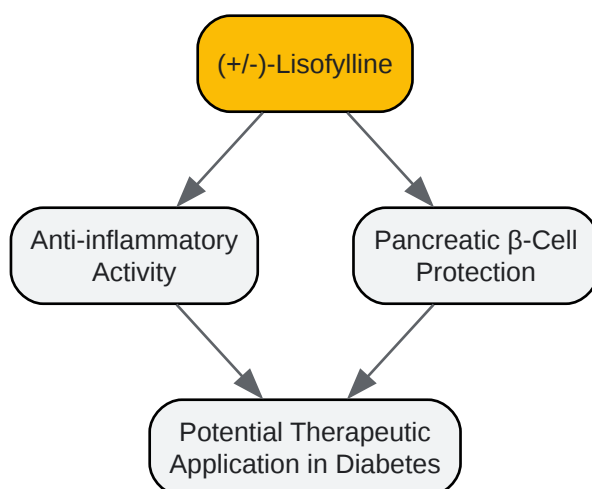 (+/-)-Lisofylline
Anti-inflammatory
Activity
Pancreatic β-Cell
Protection
Potential Therapeutic
Application in Diabetes